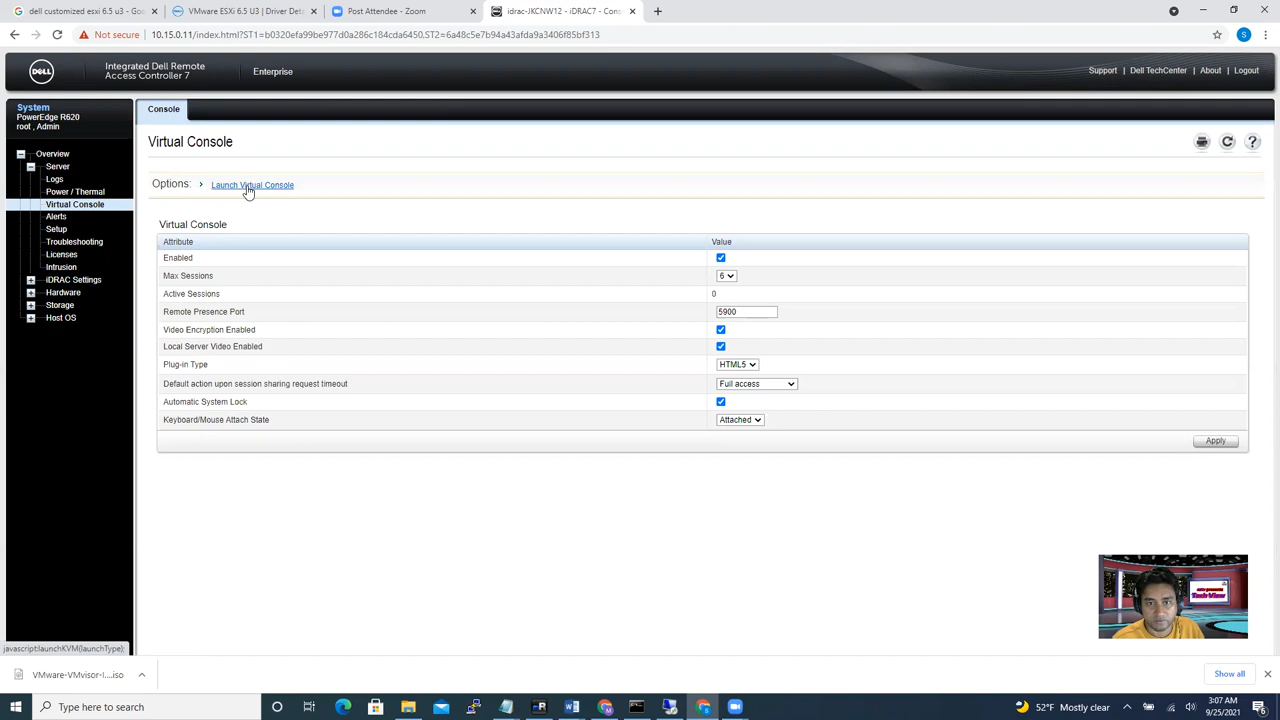 dell customized esxi 6.5 u3 - Goo
VMware ESXi 6.5 U3 | Driver Deta
Post Attendee - Zoom
idrac-JKCNW12 - iDRAC7 - Cons
Not secure | 10.15.0.11/index.html?ST1=b0320efa99be977d0a286c184cda6450,ST2=6a48c5e7b94a43afda9a3406f85bc313
S
DELL
Integrated Dell Remote
Access Controller 7
Enterprise
Support | Dell TechCenter | About | Logout
System
PowerEdge R620
root , Admin
Overview
Server
Logs
Power / Thermal
Virtual Console
Alerts
Setup
Troubleshooting
Licenses
Intrusion
iDRAC Settings
Hardware
Storage
Host OS
Console
Virtual Console
Options: Launch Virtual Console
Virtual Console
Attribute Value
Enabled
Max Sessions 6
Active Sessions 0
Remote Presence Port 5900
Video Encryption Enabled
Local Server Video Enabled
Plug-in Type HTML5
Default action upon session sharing request timeout Full access
Automatic System Lock
Keyboard/Mouse Attach State Attached
Apply
javascript:launchKVM(launchType);
VMware-VMvisor-I....iso
Show all
Type here to search
52°F Mostly clear
3:07 AM
9/25/2021
6